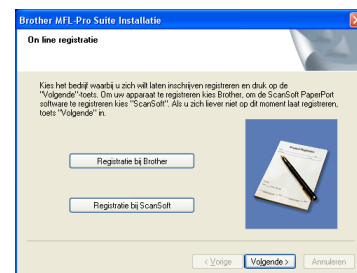 Brother MFL-Pro Suite Installatie
On line registratie
Kies het bedrijf waarbij u zich wilt laten inschrijven registreren en druk op de
"Volgende"-toets. Om uw apparaat te registreren kies Brother, om de ScanSoft PaperPort
software te registreren kies "ScanSoft". Als u zich liever niet op dit moment laat registreren,
toets "Volgende" in.
Registratie bij Brother
Registratie bij ScanSoft
< Vorige Volgende > Annuleren